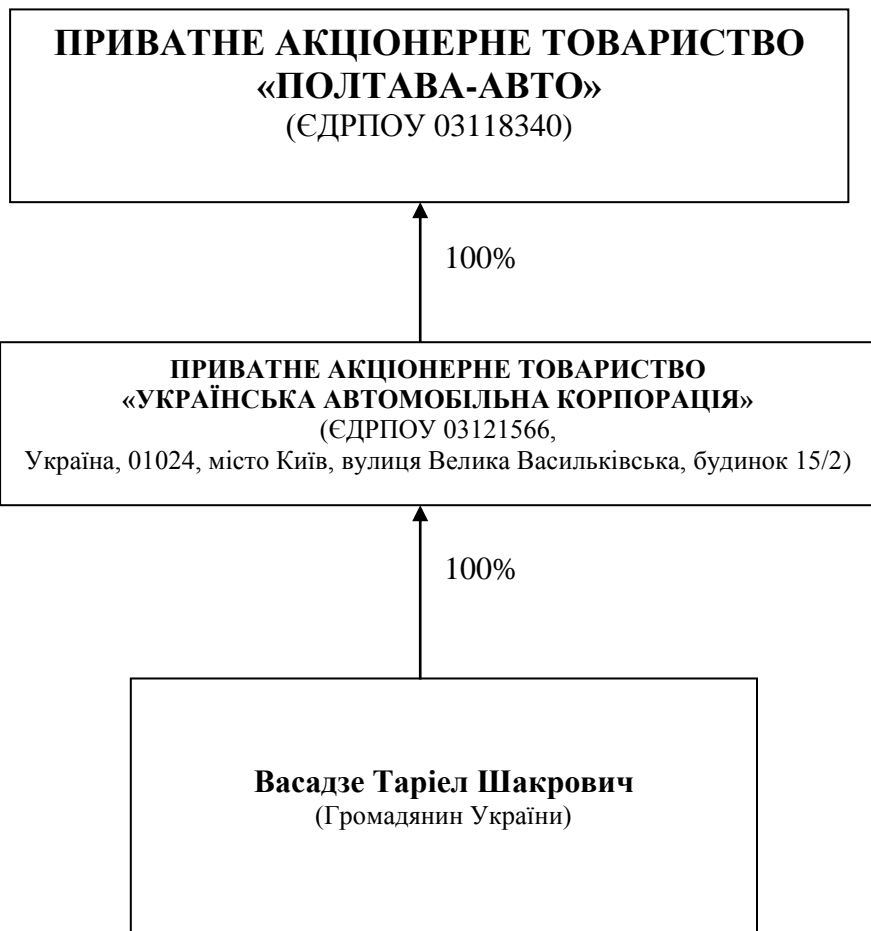 ПРИВАТНЕ АКЦІОНЕРНЕ ТОВАРИСТВО
«ПОЛТАВА-АВТО»
(ЄДРПОУ 03118340)
100%
ПРИВАТНЕ АКЦІОНЕРНЕ ТОВАРИСТВО
«УКРАЇНСЬКА АВТОМОБІЛЬНА КОРПОРАЦІЯ»
(ЄДРПОУ 03121566,
Україна, 01024, місто Київ, вулиця Велика Васильківська, будинок 15/2)
100%
Васадзе Таріел Шакрович
(Громадянин України)